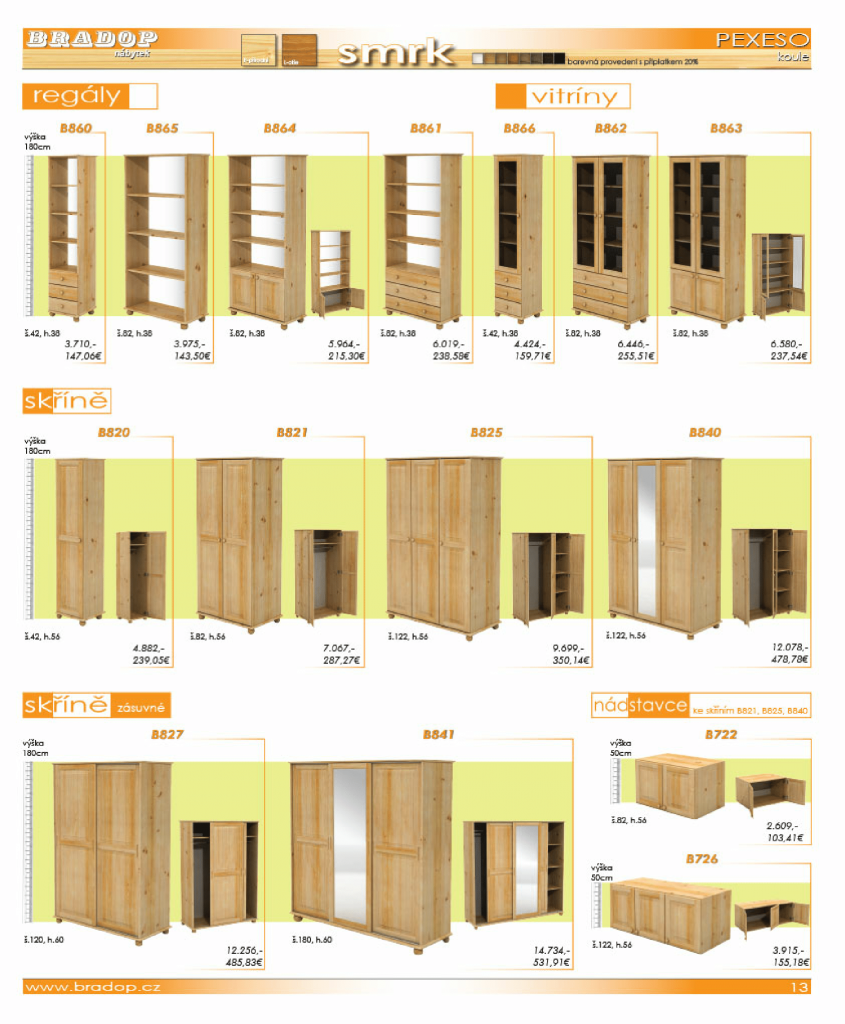 BRADOP
nábytek
smrk
barevná provedení s příplatkem 20%
PEXESO
koule
regály
vitríny
výška
180cm
B860
B865
B864
B861
B866
B862
B863
š.42, h.38
š.82, h.38
š.82, h.38
š.82, h.38
š.42, h.38
š.82, h.38
š.82, h.38
3.710,-
147,06€
3.975,-
143,50€
5.964,-
215,30€
6.019,-
238,58€
4.424,-
159,71€
6.446,-
255,51€
6.580,-
237,54€
skříně
výška
180cm
B820
B821
B825
B840
š.42, h.56
š.82, h.56
š.122, h.56
š.122, h.56
4.882,-
239,05€
7.067,-
287,27€
9.699,-
350,14€
12.078,-
478,78€
skříně zásuvné
nádstavce ke skříním B821, B825, B840
výška
180cm
B827
B841
š.120, h.60
š.180, h.60
12.256,-
485,83€
14.734,-
531,91€
B722
výška
50cm
š.82, h.56
2.609,-
103,41€
B726
výška
50cm
š.122, h.56
3.915,-
155,18€
www.bradop.cz
13